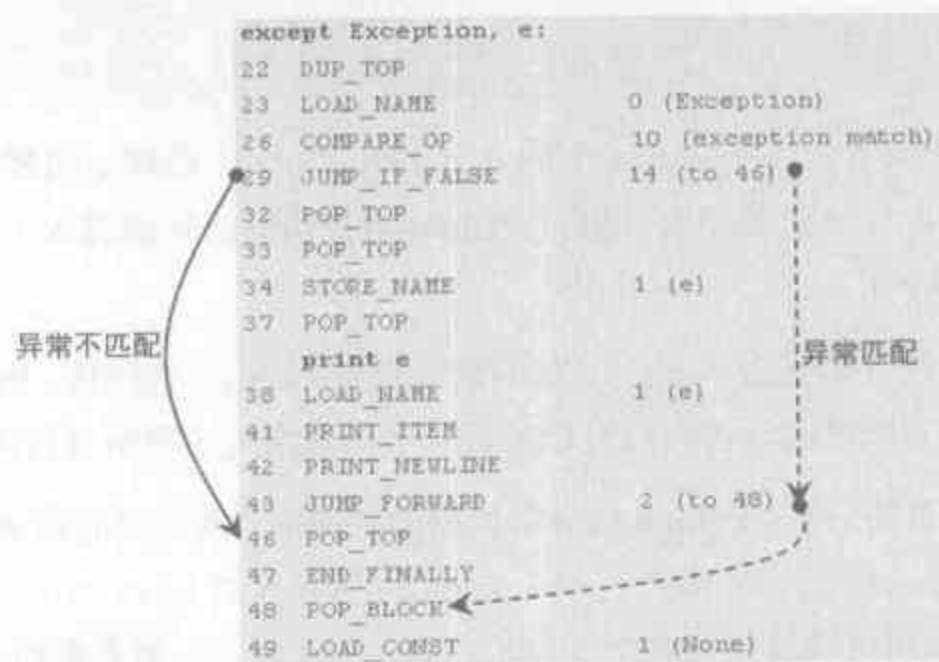 except Exception, e:
22 DUP_TOP
23 LOAD_NAME 0 (Exception)
26 COMPARE_OP 10 (exception match)
29 JUMP_IF_FALSE 14 (to 46)
32 POP_TOP
33 POP_TOP
34 STORE_NAME 1 (e)
37 POP_TOP
异常不匹配
print e
异常匹配
38 LOAD_NAME 1 (e)
41 PRINT_ITEM
42 PRINT_NEWLINE
43 JUMP_FORWARD 2 (to 48)
46 POP_TOP
47 END_FINALLY
48 POP_BLOCK
49 LOAD_CONST 1 (None)